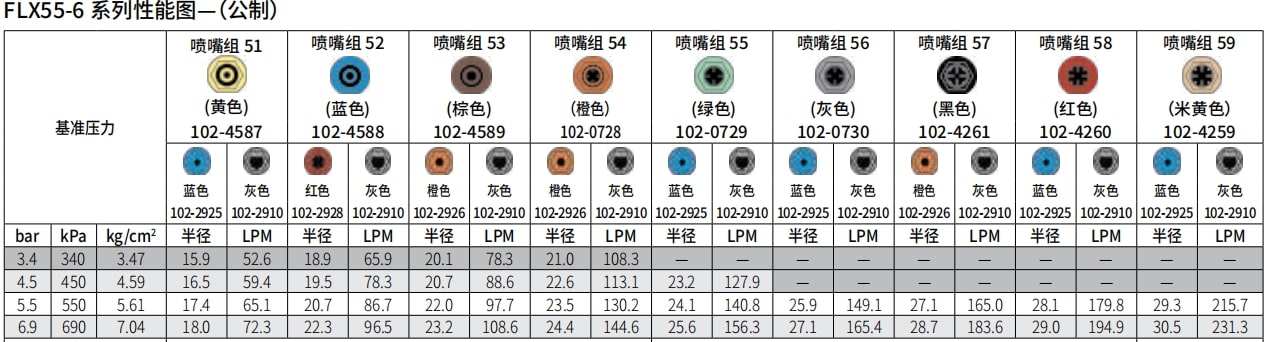 FLX55-6 系列性能图—（公制）
喷嘴组 51 喷嘴组 52 喷嘴组 53 喷嘴组 54 喷嘴组 55 喷嘴组 56 喷嘴组 57 喷嘴组 58 喷嘴组 59
(黄色) (蓝色) (棕色) (橙色) (绿色) (灰色) (黑色) (红色) (米黄色)
基准压力
102-4587 102-4588 102-4589 102-0728 102-0729 102-0730 102-4261 102-4260 102-4259
蓝色 灰色 红色 灰色 橙色 灰色 橙色 灰色 蓝色 灰色 蓝色 灰色 橙色 灰色 蓝色 灰色 蓝色 灰色
102-2925 102-2910 102-2928 102-2910 102-2926 102-2910 102-2926 102-2910 102-2925 102-2910 102-2925 102-2910 102-2926 102-2910 102-2925 102-2910 102-2925 102-2910
bar kPa kg/cm² 半径 LPM 半径 LPM 半径 LPM 半径 LPM 半径 LPM 半径 LPM 半径 LPM 半径 LPM 半径 LPM
3.4 340 3.47 15.9 52.6 18.9 65.9 20.1 78.3 21.0 108.3 — — — — — — — — — —
4.5 450 4.59 16.5 59.4 19.5 78.3 20.7 88.6 22.6 113.1 23.2 127.9 — — — — — — — —
5.5 550 5.61 17.4 65.1 20.7 86.7 22.0 97.7 23.5 130.2 24.1 140.8 25.9 149.1 27.1 165.0 28.1 179.8 29.3 215.7
6.9 690 7.04 18.0 72.3 22.3 96.5 23.2 108.6 24.4 144.6 25.6 156.3 27.1 165.4 28.7 183.6 29.0 194.9 30.5 231.3